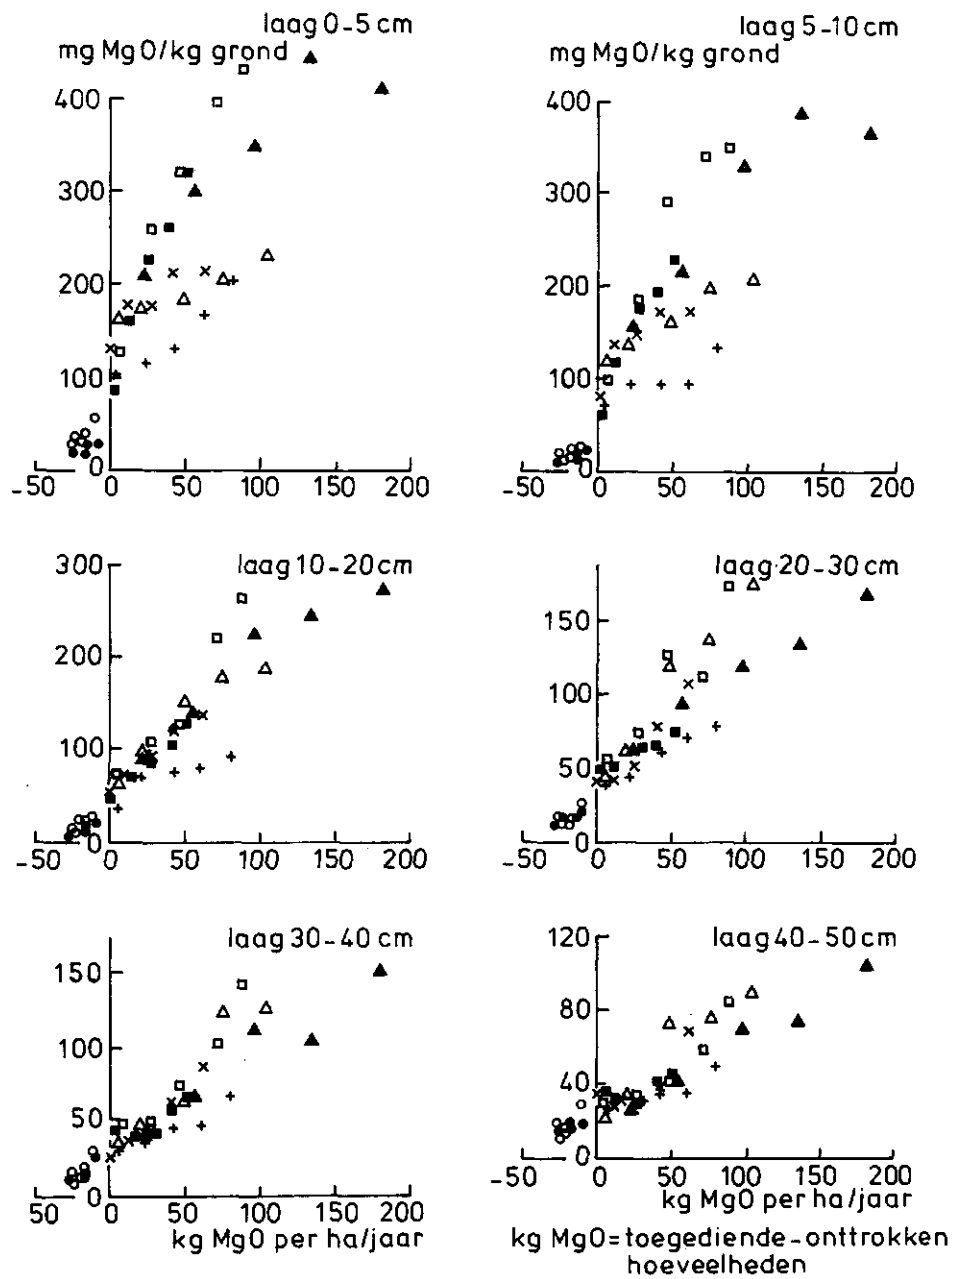 laag 0-5 cm
mg MgO/kg grond
400
300
200
100
0
-50 0 50 100 150 200
laag 5-10 cm
mg MgO/kg grond
400
300
200
100
0
-50 0 50 100 150 200
laag 10-20 cm
300
200
100
0
-50 0 50 100 150 200
laag 20-30 cm
150
100
50
0
-50 0 50 100 150 200
laag 30-40 cm
150
100
50
0
50 0 50 100 150 200
kg MgO per ha/jaar
laag 40-50 cm
120
80
40
0
-50 0 50 100 150 200
kg MgO per ha/jaar
kg MgO=toegediende-onttrokken
hoeveelheden